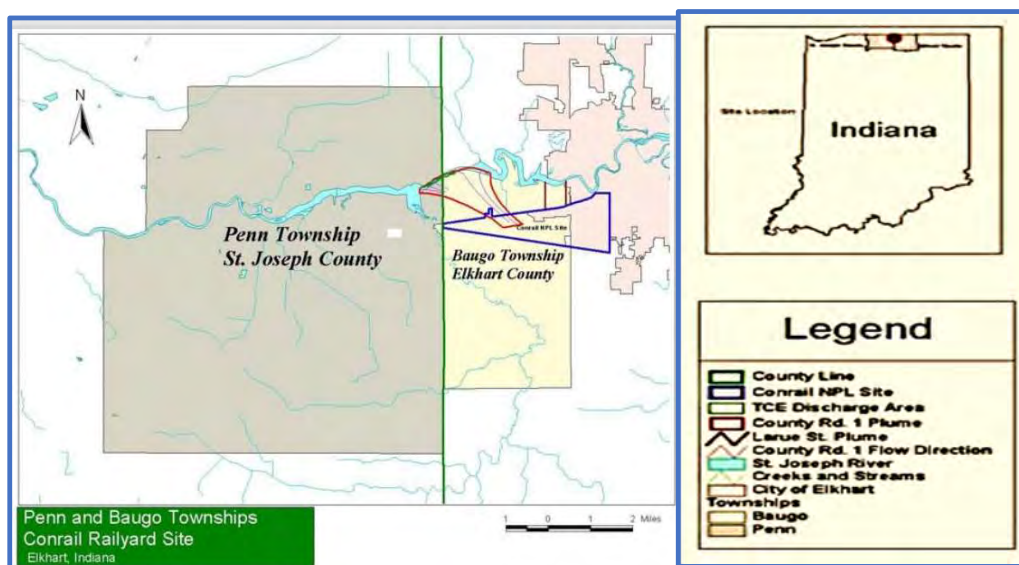 N
Penn Township
St. Joseph County
Conrail NPL Site
Baugo Township
Elkhart County
Penn and Baugo Townships
Conrail Railyard Site
Elkhart, Indiana
1 0 1 2 Miles
Site Location
Indiana
Legend
County Line
Conrail NPL Site
TCE Discharge Area
County Rd. 1 Plume
Larue St. Plume
County Rd. 1 Flow Direction
St. Joseph River
Creeks and Streams
City of Elkhart
Townships
Baugo
Penn